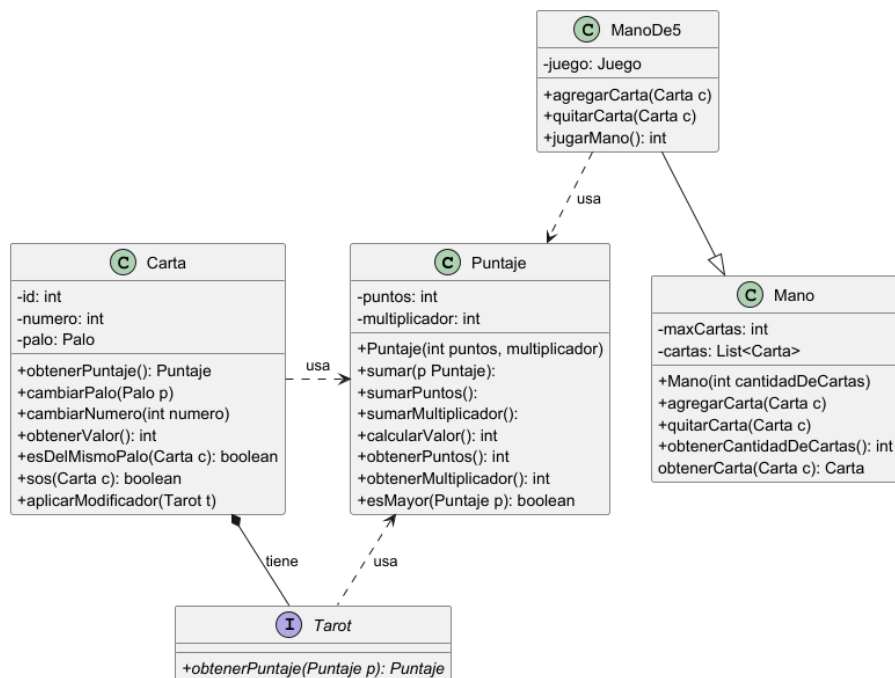 C ManoDe5
-juego: Juego
+agregarCarta(Carta c)
+quitarCarta(Carta c)
+jugarMano(): int
usa
C Carta
-id: int
-numero: int
-palo: Palo
+obtenerPuntaje(): Puntaje
+cambiarPalo(Palo p)
+cambiarNumero(int numero)
+obtenerValor(): int
+esDelMismoPalo(Carta c): boolean
+sos(Carta c): boolean
+aplicarModificador(Tarot t)
usa
C Puntaje
-puntos: int
-multiplicador: int
+Puntaje(int puntos, multiplicador)
+sumar(p Puntaje):
+sumarPuntos():
+sumarMultiplicador():
+calcularValor(): int
+obtenerPuntos(): int
+obtenerMultiplicador(): int
+esMayor(Puntaje p): boolean
C Mano
-maxCartas: int
-cartas: List<Carta>
+Mano(int cantidadDeCartas)
+agregarCarta(Carta c)
+quitarCarta(Carta c)
+obtenerCantidadDeCartas(): int
obtenerCarta(Carta c): Carta
tiene
usa
I Tarot
+obtenerPuntaje(Puntaje p): Puntaje